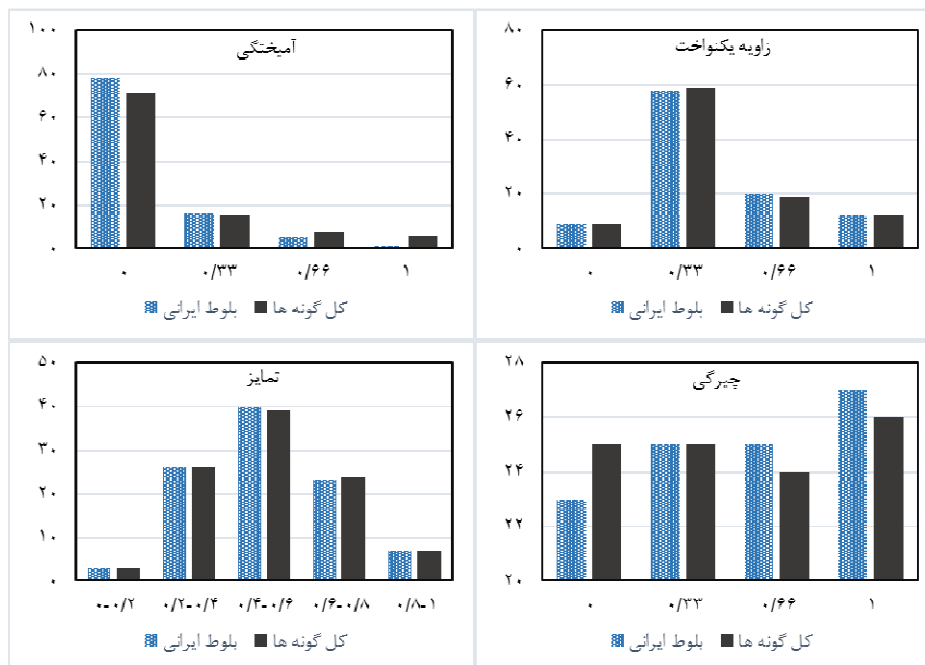 آمیختگی
۱۰۰
۸۰
۶۰
۴۰
۲۰
۰
۰ ۰/۳۳ ۰/۶۶ ۱
بلوط ایرانی کل گونه ها
زاویه یکنواخت
۸۰
۶۰
۴۰
۲۰
۰
۰ ۰/۳۳ ۰/۶۶ ۱
بلوط ایرانی کل گونه ها
تمایز
۵۰
۴۰
۳۰
۲۰
۱۰
۰
۰-۰/۲ ۰/۲-۰/۴ ۰/۴-۰/۶ ۰/۶-۰/۸ ۰/۸-۱
بلوط ایرانی کل گونه ها
چیرگی
۲۸
۲۶
۲۴
۲۲
۲۰
۰ ۰/۳۳ ۰/۶۶ ۱
بلوط ایرانی کل گونه ها